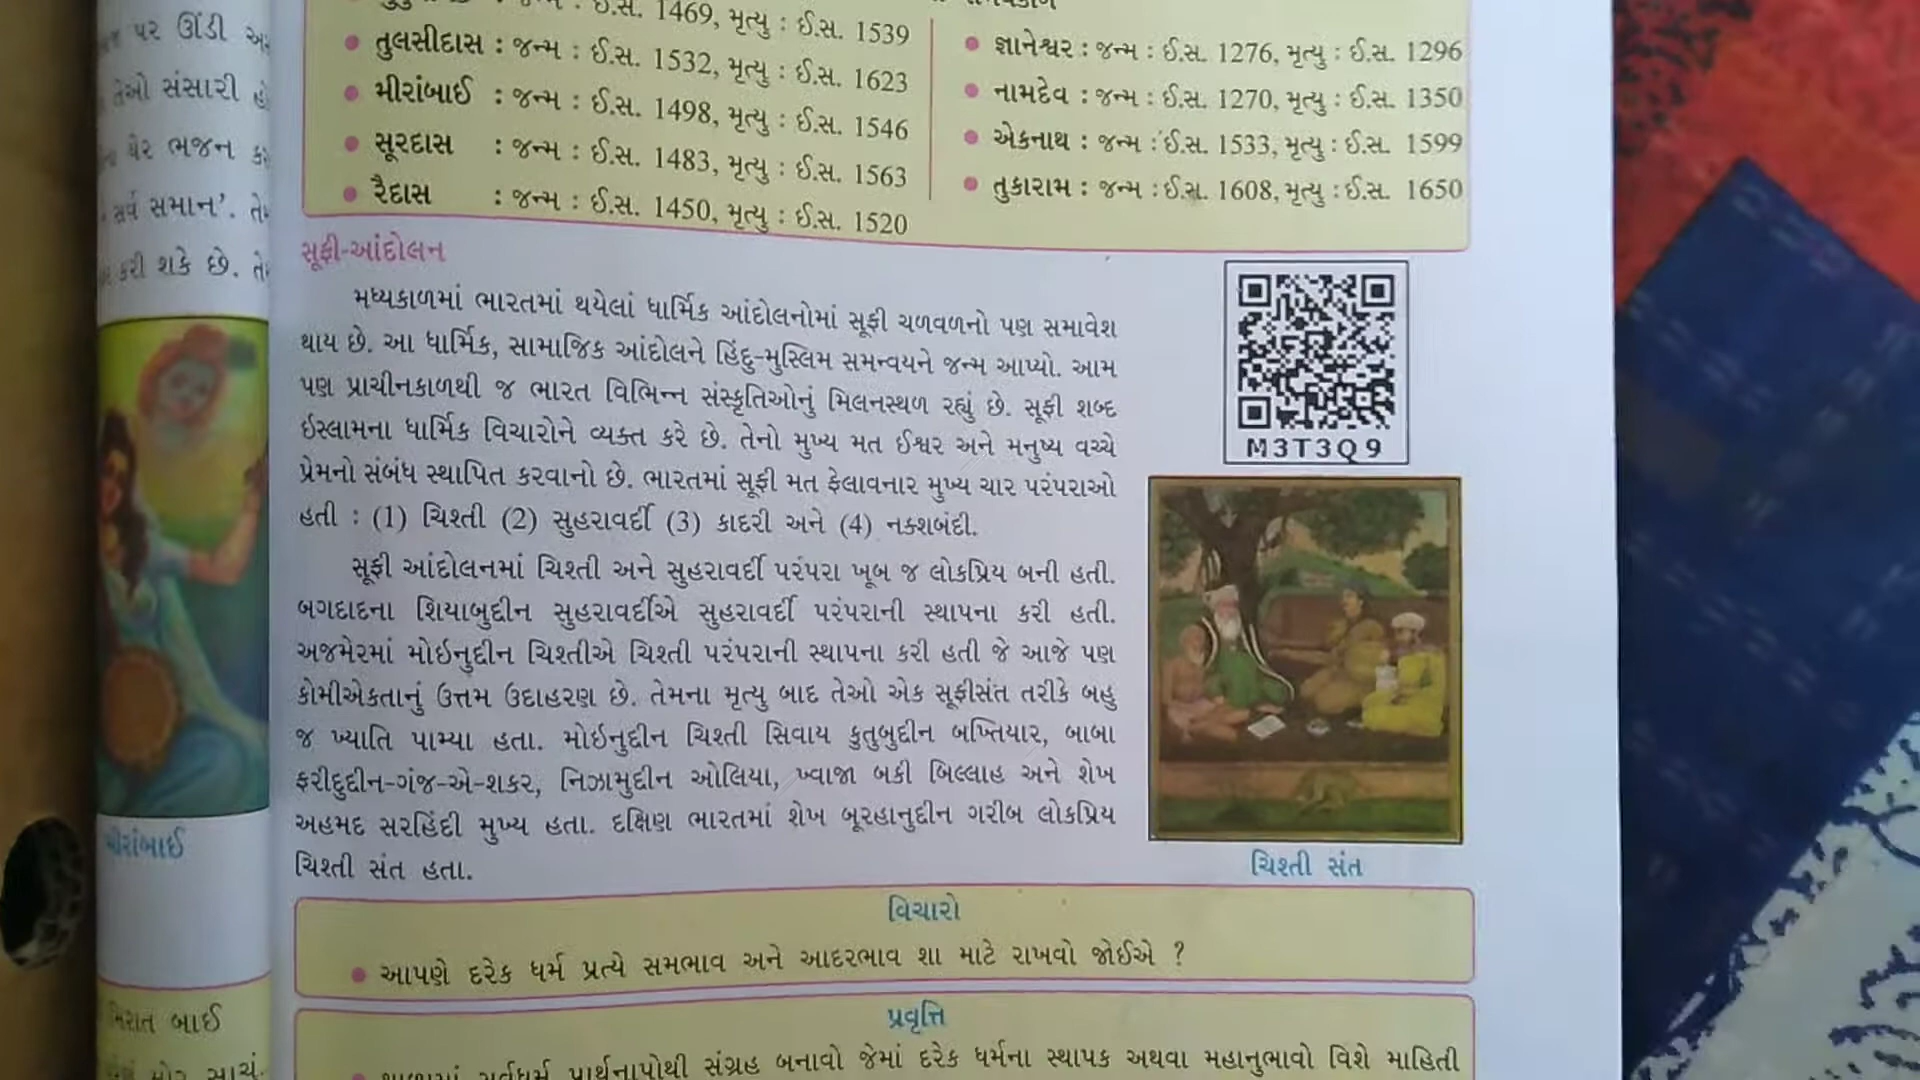 પર ઊંડી
તેઓ સંસારી
ઘેર ભજન
સર્વ સમાન’.
કરી શકે છે.
મીરાંબાઈ
બાઈ
: ઈ.સ. 1469, મૃત્યુ : ઈ.સ. 1539
• તુલસીદાસ : જન્મ : ઈ.સ. 1532, મૃત્યુ : ઈ.સ. 1623
• મીરાંબાઈ : જન્મ : ઈ.સ. 1498, મૃત્યુ : ઈ.સ. 1546
• સૂરદાસ : જન્મ : ઈ.સ. 1483, મૃત્યુ : ઈ.સ. 1563
• રૈદાસ : જન્મ : ઈ.સ. 1450, મૃત્યુ : ઈ.સ. 1520
• જ્ઞાનેશ્વર : જન્મ : ઈ.સ. 1276, મૃત્યુ : ઈ.સ. 1296
• નામદેવ : જન્મ : ઈ.સ. 1270, મૃત્યુ : ઈ.સ. 1350
• એકનાથ : જન્મ : ઈ.સ. 1533, મૃત્યુ : ઈ.સ. 1599
• તુકારામ : જન્મ : ઈ.સ. 1608, મૃત્યુ : ઈ.સ. 1650
સૂફી-આંદોલન
મધ્યકાળમાં ભારતમાં થયેલાં ધાર્મિક આંદોલનોમાં સૂફી ચળવળનો પણ સમાવેશ
થાય છે. આ ધાર્મિક, સામાજિક આંદોલને હિંદુ-મુસ્લિમ સમન્વયને જન્મ આપ્યો. આમ
પણ પ્રાચીનકાળથી જ ભારત વિભિન્ન સંસ્કૃતિઓનું મિલનસ્થળ રહ્યું છે. સૂફી શબ્દ
ઇસ્લામના ધાર્મિક વિચારોને વ્યક્ત કરે છે. તેનો મુખ્ય મત ઈશ્વર અને મનુષ્ય વચ્ચે
પ્રેમનો સંબંધ સ્થાપિત કરવાનો છે. ભારતમાં સૂફી મત ફેલાવનાર મુખ્ય ચાર પરંપરાઓ
હતી : (1) ચિશ્તી (2) સુહરાવર્દી (3) કાદરી અને (4) નક્શબંદી.
સૂફી આંદોલનમાં ચિશ્તી અને સુહરાવર્દી પરંપરા ખૂબ જ લોકપ્રિય બની હતી.
બગદાદના શિયાબુદ્દીન સુહરાવર્દીએ સુહરાવર્દી પરંપરાની સ્થાપના કરી હતી.
અજમેરમાં મોઇનુદ્દીન ચિશ્તીએ ચિશ્તી પરંપરાની સ્થાપના કરી હતી જે આજે પણ
કોમીએકતાનું ઉત્તમ ઉદાહરણ છે. તેમના મૃત્યુ બાદ તેઓ એક સૂફીસંત તરીકે બહુ
જ ખ્યાતિ પામ્યા હતા. મોઇનુદ્દીન ચિશ્તી સિવાય કુતુબુદ્દીન બખ્તિયાર, બાબા
ફરીદુદ્દીન-ગંજ-એ-શકર, નિઝામુદ્દીન ઓલિયા, ખ્વાજા બકી બિલ્લાહ અને શેખ
અહમદ સરહિંદી મુખ્ય હતા. દક્ષિણ ભારતમાં શેખ બૂરહાનુદ્દીન ગરીબ લોકપ્રિય
ચિશ્તી સંત હતા.
M3T3Q9
ચિશ્તી સંત
વિચારો
• આપણે દરેક ધર્મ પ્રત્યે સમભાવ અને આદરભાવ શા માટે રાખવો જોઈએ ?
પ્રવૃત્તિ
સર્વધર્મ પ્રાર્થનાપોથી સંગ્રહ બનાવો જેમાં દરેક ધર્મના સ્થાપક અથવા મહાનુભાવો વિશે માહિતી